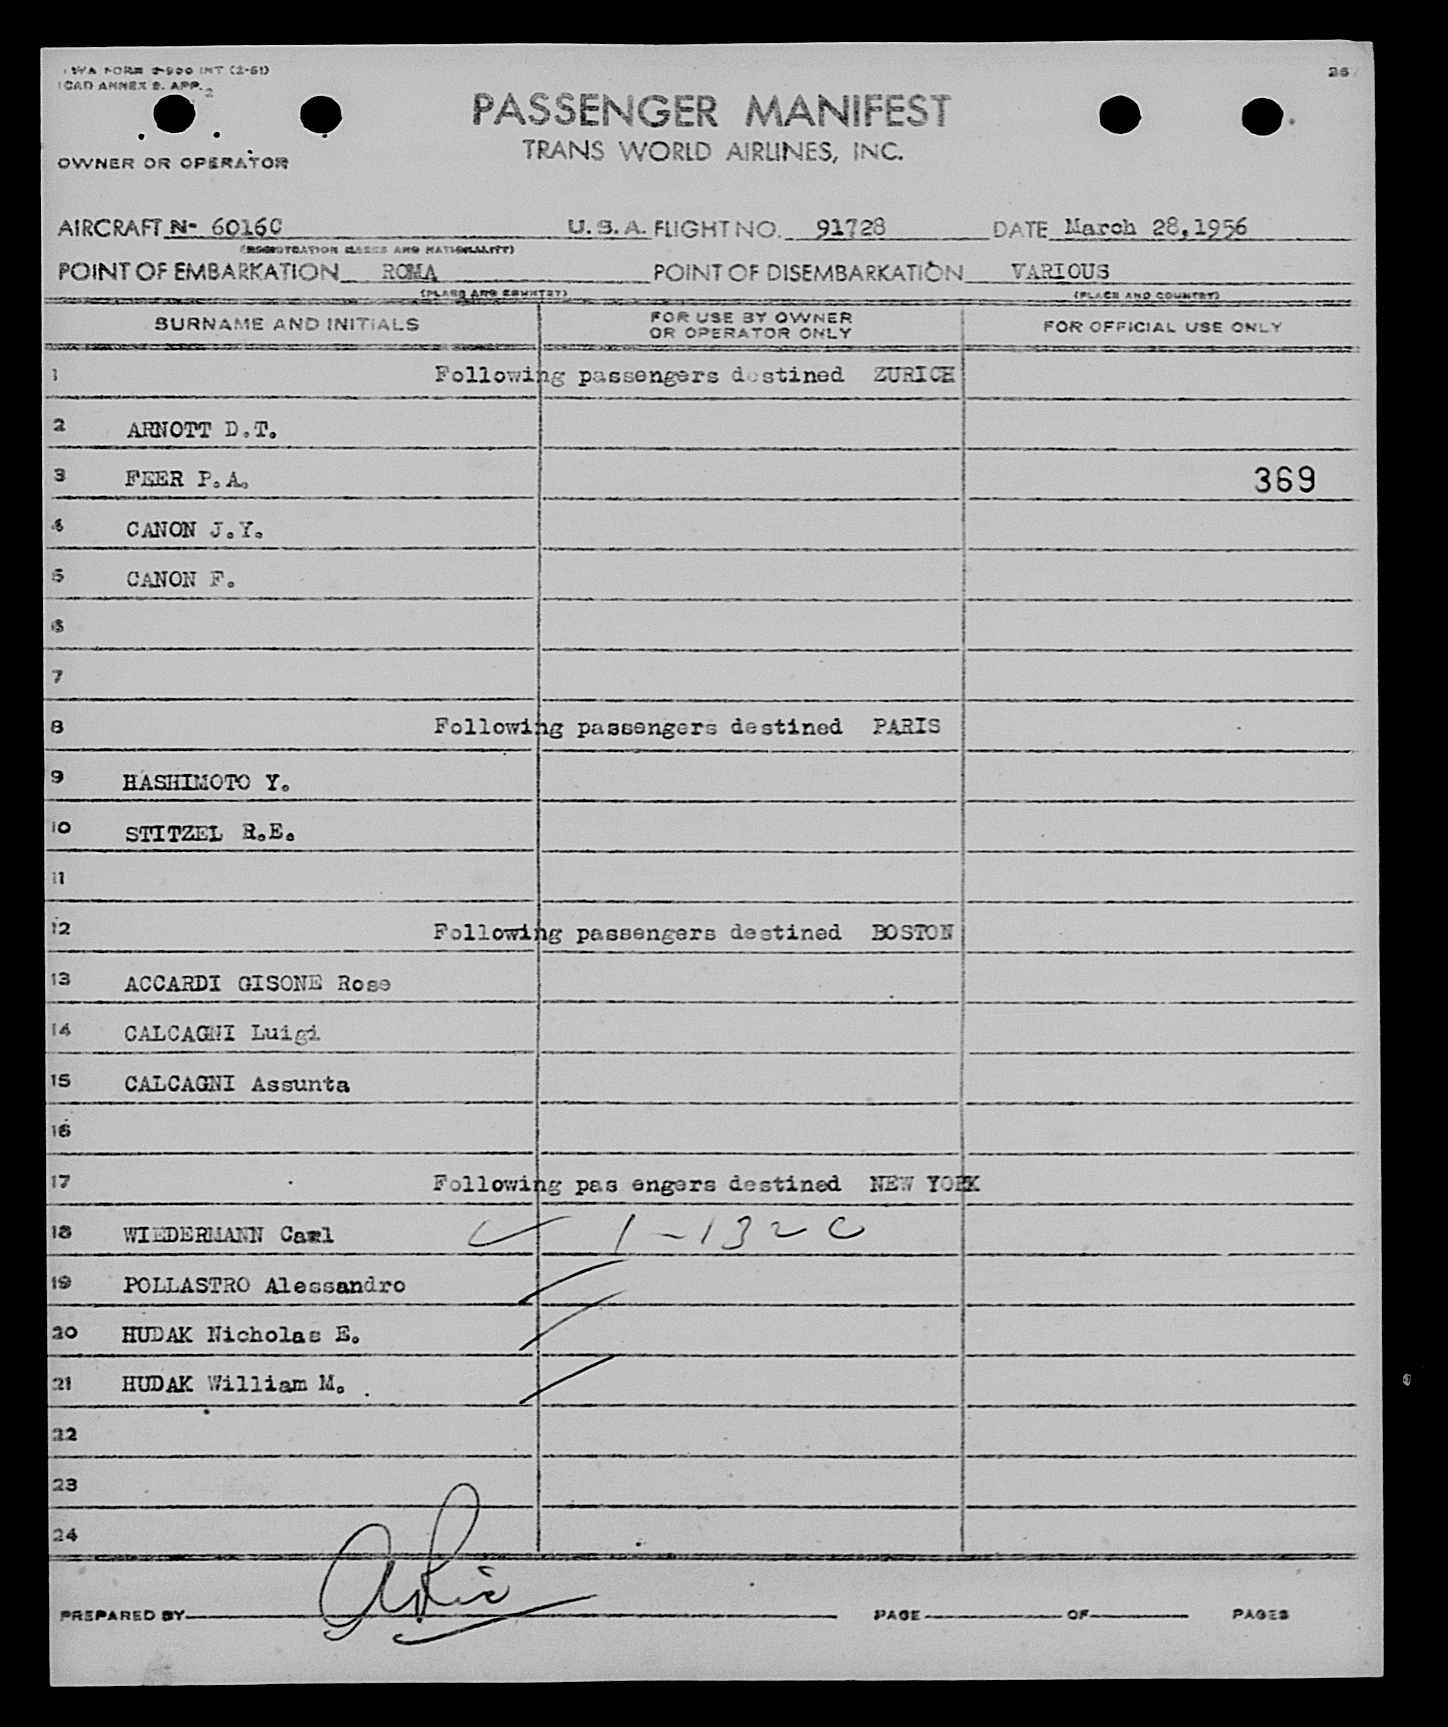 TWA FORM S-900 INT (2-51)
ICAO ANNEX 9. APP. 2
26
PASSENGER MANIFEST
TRANS WORLD AIRLINES, INC.
OWNER OR OPERATOR
AIRCRAFT N- 6016C U.S.A. FLIGHT NO. 91728 DATE March 28,1956
(REGISTRATION MARKS AND NATIONALITY)
POINT OF EMBARKATION ROMA POINT OF DISEMBARKATION VARIOUS
(PLACE AND COUNTRY) (PLACE AND COUNTRY)
SURNAME AND INITIALS FOR USE BY OWNER OR OPERATOR ONLY FOR OFFICIAL USE ONLY
1 Following passengers destined ZURICH
2 ARNOTT D.T.
3 FEER P.A. 369
4 CANON J.Y.
5 CANON F.
6
7
8 Following passengers destined PARIS
9 HASHIMOTO Y.
10 STITZEL R.E.
11
12 Following passengers destined BOSTON
13 ACCARDI GISONE Rose
14 CALCAGNI Luigi
15 CALCAGNI Assunta
16
17 Following pas engers destined NEW YORK
18 WIEDERMANN Carl 1-1320
19 POLLASTRO Alessandro
20 HUDAK Nicholas E.
21 HUDAK William M.
22
23
24
PREPARED BY PAGE OF PAGES